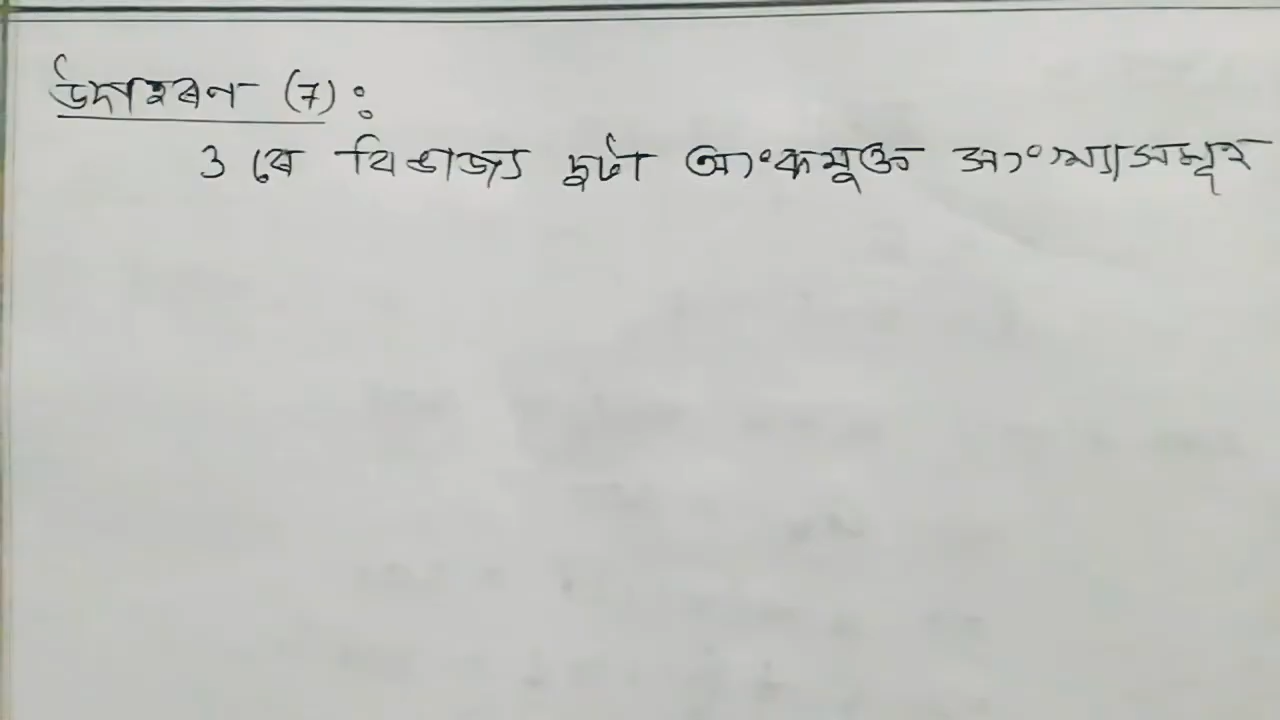 উদাহৰণ (7) :
3 ৰে বিভাজ্য দুটা অংকযুক্ত সংখ্যাসমূহ